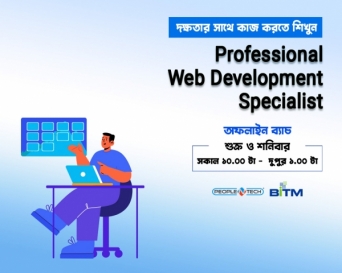 দক্ষতার সাথে কাজ করতে শিখুন
Professional
Web Development
Specialist
অফলাইন ব্যাচ
শুক্র ও শনিবার
সকাল ১০.০০ টা - দুপুর ১.০০ টা
PEOPLE N TECH
BITM